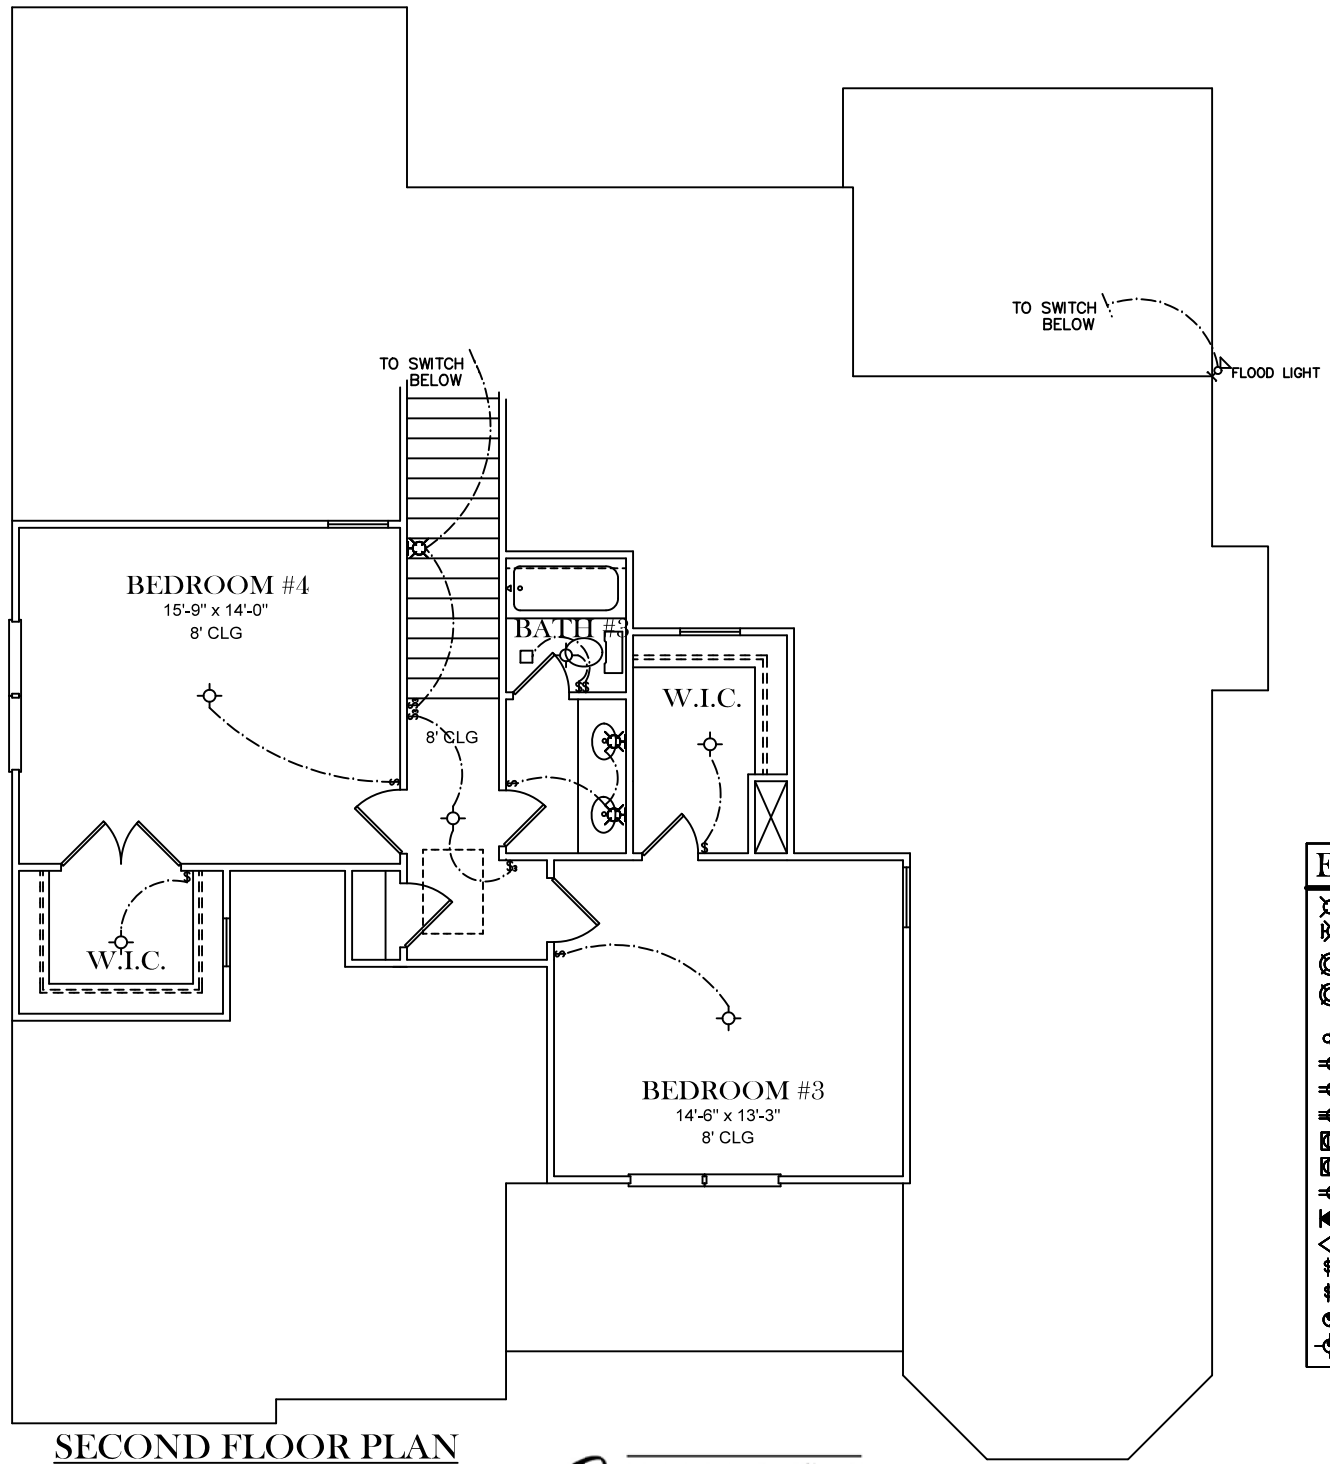 TO SWITCH
BELOW
FLOOD LIGHT
TO SWITCH
BELOW
BEDROOM #4
15'-9" x 14'-0"
8' CLG
BATH #3
W.I.C.
8' CLG
W.I.C.
BEDROOM #3
14'-6" x 13'-3"
8' CLG
SECOND FLOOR PLAN